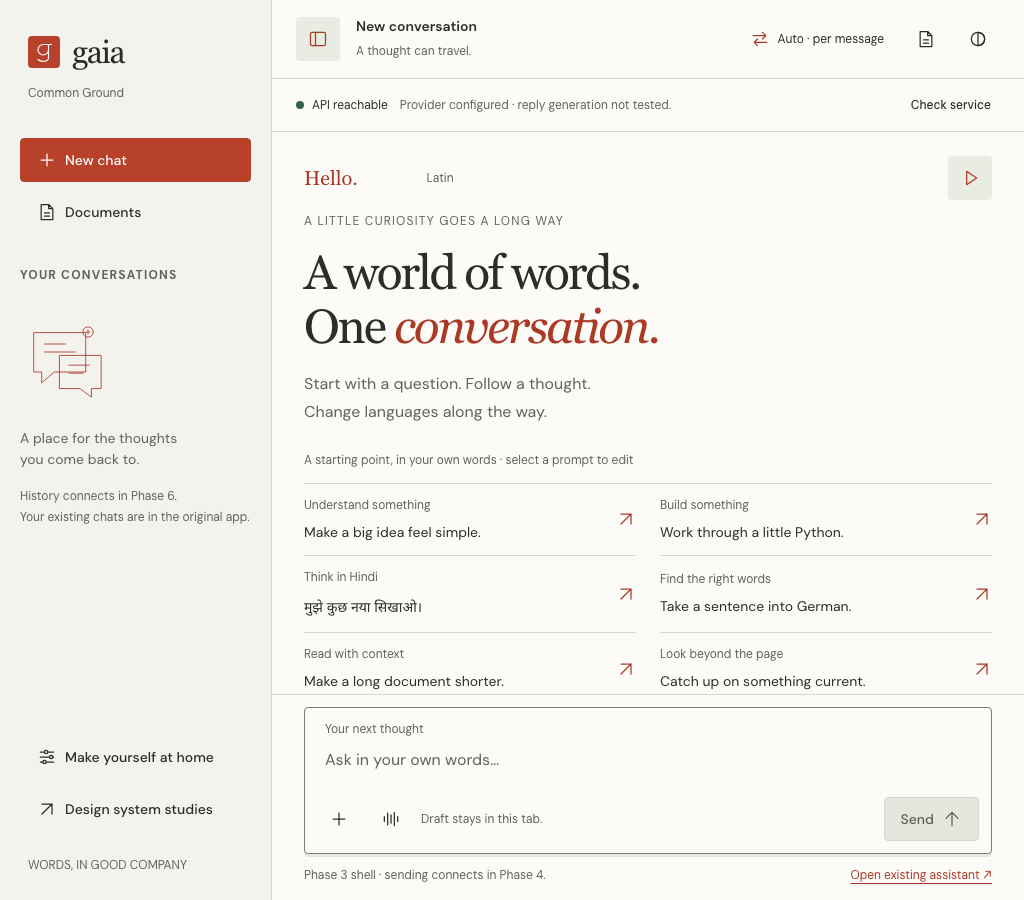 g gaia
Common Ground
New chat
Documents
YOUR CONVERSATIONS
A place for the thoughts
you come back to.
History connects in Phase 6.
Your existing chats are in the original app.
Make yourself at home
Design system studies
WORDS, IN GOOD COMPANY
New conversation
A thought can travel.
Auto · per message
API reachable Provider configured · reply generation not tested. Check service
Hello. Latin
A LITTLE CURIOSITY GOES A LONG WAY
A world of words.
One conversation.
Start with a question. Follow a thought.
Change languages along the way.
A starting point, in your own words · select a prompt to edit
Understand something
Make a big idea feel simple.
Build something
Work through a little Python.
Think in Hindi
मुझे कुछ नया सिखाओ।
Find the right words
Take a sentence into German.
Read with context
Make a long document shorter.
Look beyond the page
Catch up on something current.
Your next thought
Ask in your own words...
Draft stays in this tab.
Send
Phase 3 shell · sending connects in Phase 4.
Open existing assistant ↗